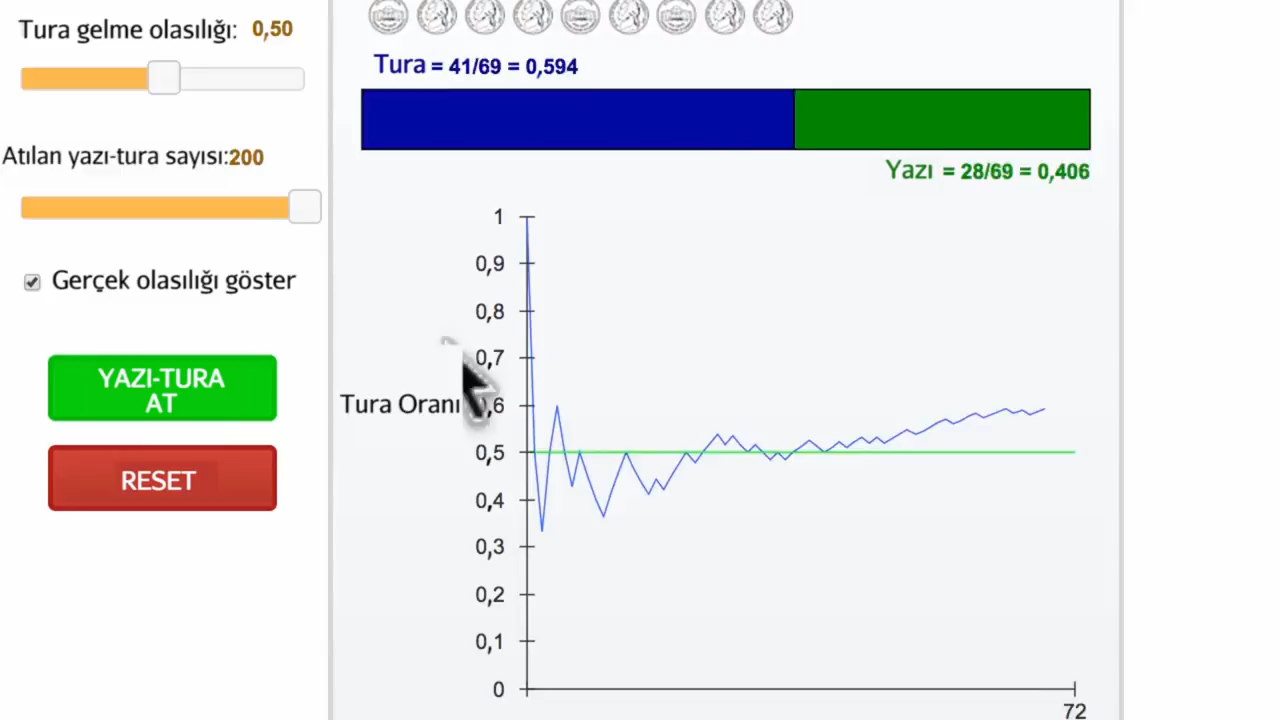 Tura gelme olasılığı: 0,50
Atılan yazı-tura sayısı:200
Gerçek olasılığı göster
YAZI-TURA
AT
RESET
Tura = 41/69 = 0,594
Yazı = 28/69 = 0,406
1
0,9
0,8
0,7
Tura Oranı
0,6
0,5
0,4
0,3
0,2
0,1
0
72